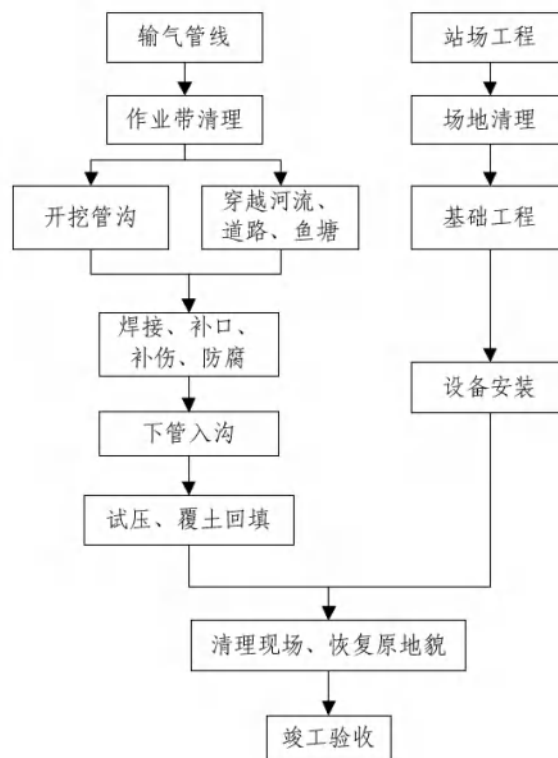 输气管线
站场工程
作业带清理
场地清理
开挖管沟
穿越河流、
道路、鱼塘
基础工程
焊接、补口、
补伤、防腐
设备安装
下管入沟
试压、覆土回填
清理现场、恢复原地貌
竣工验收